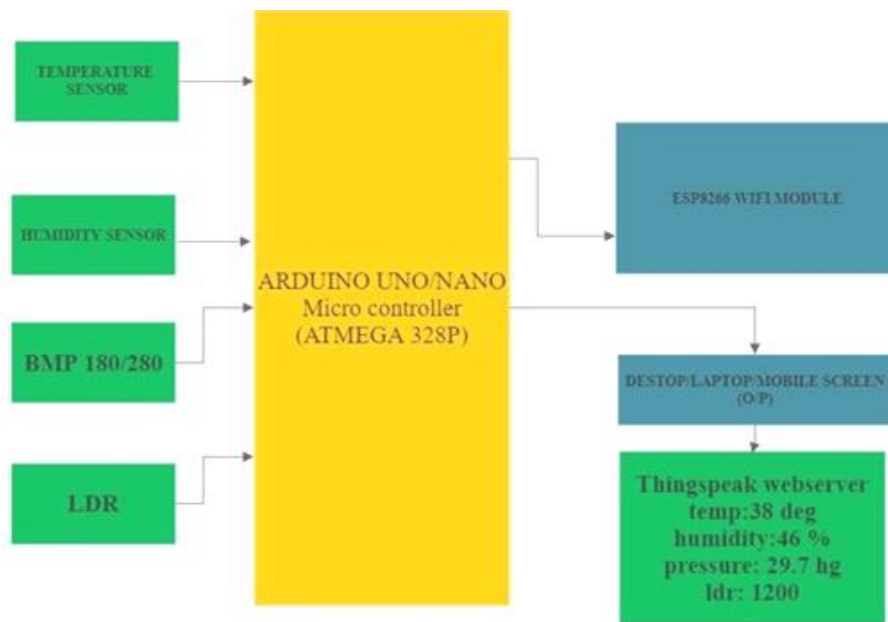 TEMPERATURE
SENSOR
HUMIDITY SENSOR
BMP 180/280
LDR
ARDUINO UNO/NANO
Micro controller
(ATMEGA 328P)
ESP8266 WIFI MODULE
DESTOP/LAPTOP/MOBILE SCREEN
(O/P)
Thingspeak webserver
temp:38 deg
humidity:46 %
pressure: 29.7 hg
ldr: 1200